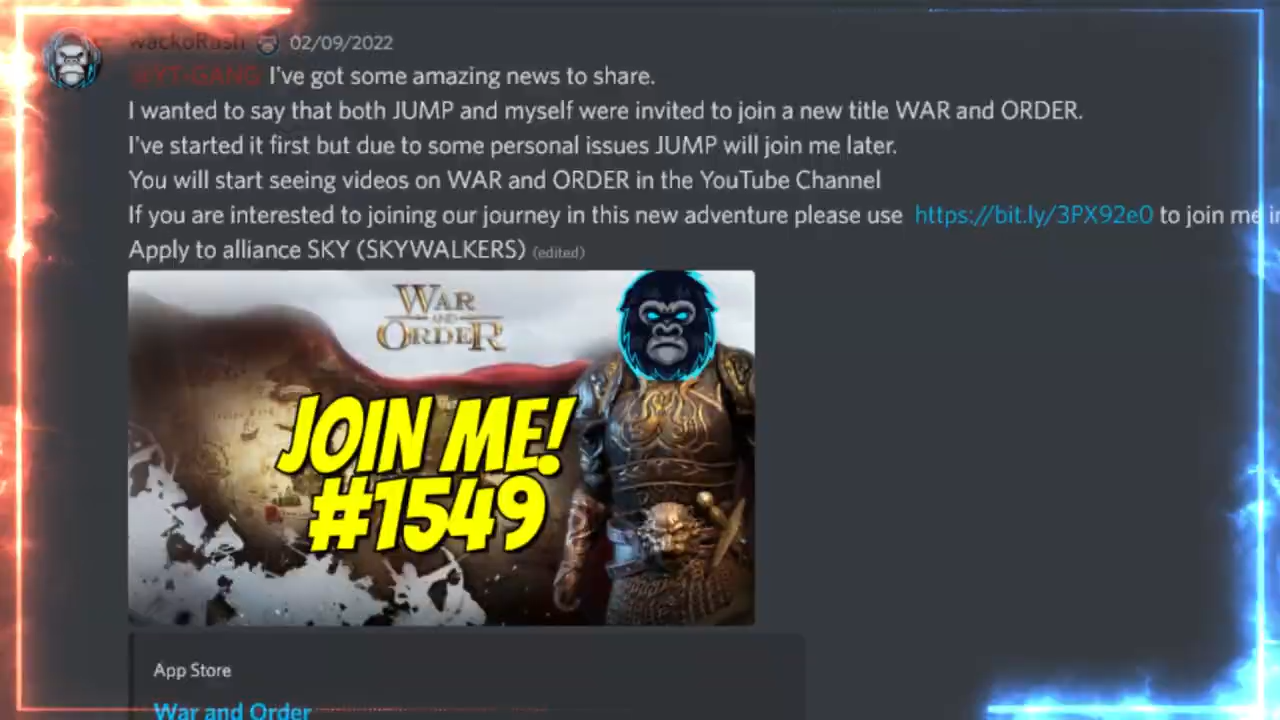 wackoRash 02/09/2022
@YT-GANG I've got some amazing news to share.
I wanted to say that both JUMP and myself were invited to join a new title WAR and ORDER.
I've started it first but due to some personal issues JUMP will join me later.
You will start seeing videos on WAR and ORDER in the YouTube Channel
If you are interested to joining our journey in this new adventure please use https://bit.ly/3PX92e0 to join me in
Apply to alliance SKY (SKYWALKERS) (edited)
WAR
AND
ORDER
JOIN ME!
#1549
App Store
War and Order